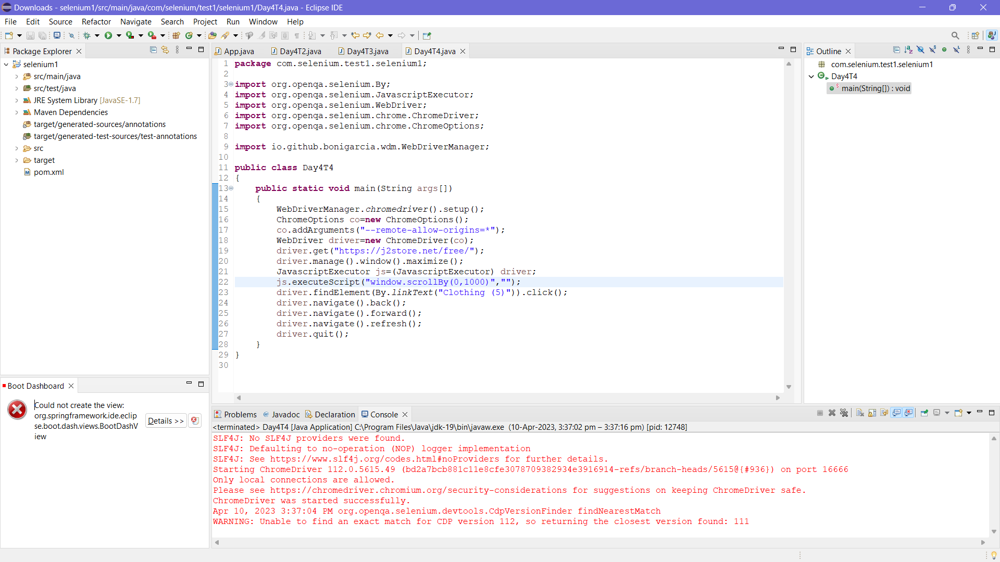 Downloads - selenium1/src/main/java/com/selenium/test1/selenium1/Day4T4.java - Eclipse IDE
File Edit Source Refactor Navigate Search Project Run Window Help
Package Explorer
selenium1
src/main/java
src/test/java
JRE System Library [JavaSE-1.7]
Maven Dependencies
target/generated-sources/annotations
target/generated-test-sources/test-annotations
src
target
pom.xml
App.java Day4T2.java Day4T3.java Day4T4.java
1 package com.selenium.test1.selenium1;
2
3 import org.openqa.selenium.By;
4 import org.openqa.selenium.JavascriptExecutor;
5 import org.openqa.selenium.WebDriver;
6 import org.openqa.selenium.chrome.ChromeDriver;
7 import org.openqa.selenium.chrome.ChromeOptions;
8
9 import io.github.bonigarcia.wdm.WebDriverManager;
10
11 public class Day4T4
12 {
13 public static void main(String args[])
14 {
15 WebDriverManager.chromedriver().setup();
16 ChromeOptions co=new ChromeOptions();
17 co.addArguments("--remote-allow-origins=*");
18 WebDriver driver=new ChromeDriver(co);
19 driver.get("https://j2store.net/free/");
20 driver.manage().window().maximize();
21 JavascriptExecutor js=(JavascriptExecutor) driver;
22 js.executeScript("window.scrollBy(0,1000)","");
23 driver.findElement(By.linkText("Clothing (5)")).click();
24 driver.navigate().back();
25 driver.navigate().forward();
26 driver.navigate().refresh();
27 driver.quit();
28 }
29 }
30
Outline
com.selenium.test1.selenium1
Day4T4
main(String[]) : void
Boot Dashboard
Could not create the view:
org.springframework.ide.eclip
se.boot.dash.views.BootDashV
iew
Details >>
Problems Javadoc Declaration Console
<terminated> Day4T4 [Java Application] C:\Program Files\Java\jdk-19\bin\javaw.exe (10-Apr-2023, 3:37:02 pm – 3:37:16 pm) [pid: 12748]
SLF4J: No SLF4J providers were found.
SLF4J: Defaulting to no-operation (NOP) logger implementation
SLF4J: See https://www.slf4j.org/codes.html#noProviders for further details.
Starting ChromeDriver 112.0.5615.49 (bd2a7bcb881c11e8cfe3078709382934e3916914-refs/branch-heads/5615@{#936}) on port 16666
Only local connections are allowed.
Please see https://chromedriver.chromium.org/security-considerations for suggestions on keeping ChromeDriver safe.
ChromeDriver was started successfully.
Apr 10, 2023 3:37:04 PM org.openqa.selenium.devtools.CdpVersionFinder findNearestMatch
WARNING: Unable to find an exact match for CDP version 112, so returning the closest version found: 111